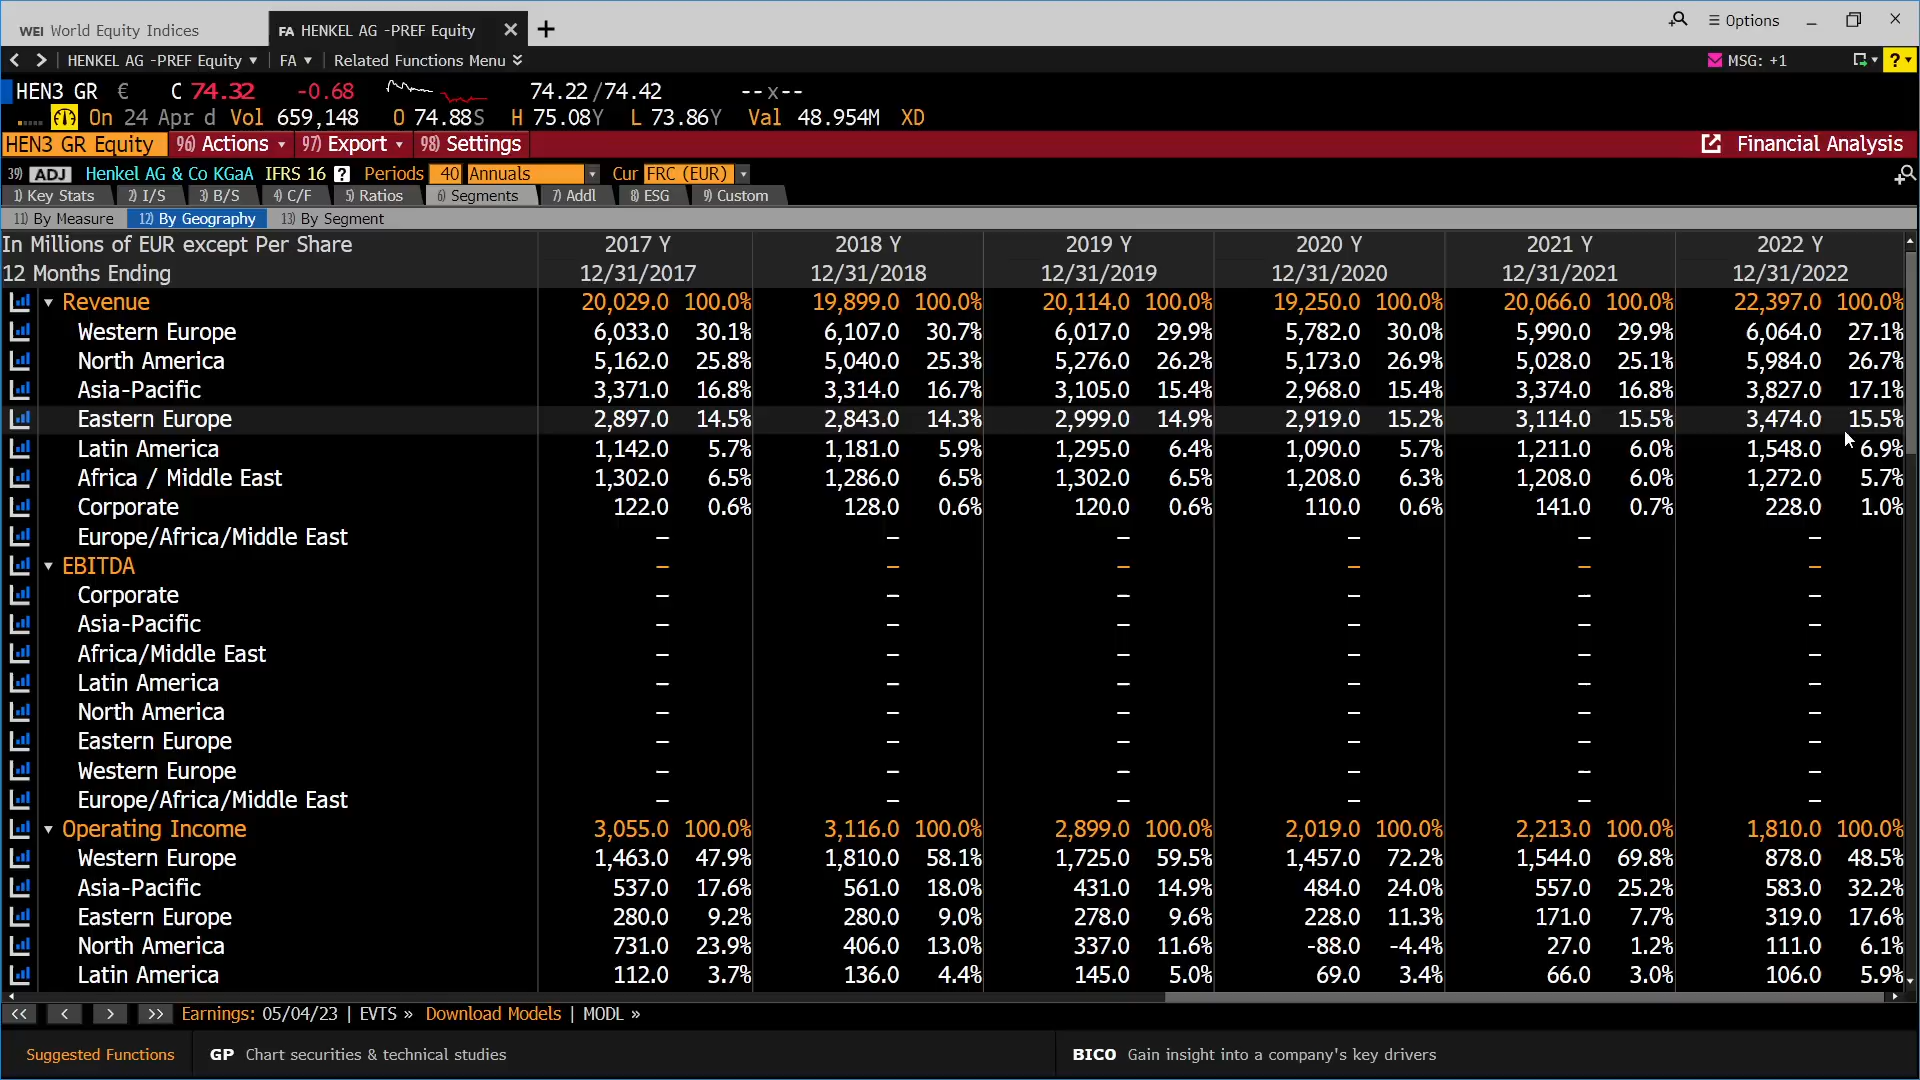 WEI World Equity Indices FA HENKEL AG -PREF Equity Options
HENKEL AG -PREF Equity FA Related Functions Menu MSG: +1 ?
HEN3 GR € C 74.32 -0.68 74.22 /74.42 --x--
On 24 Apr d Vol 659,148 O 74.88S H 75.08Y L 73.86Y Val 48.954M XD
HEN3 GR Equity 96) Actions 97) Export 98) Settings Financial Analysis
39) ADJ Henkel AG & Co KGaA IFRS 16 ? Periods 40 Annuals Cur FRC (EUR)
1) Key Stats 2) I/S 3) B/S 4) C/F 5) Ratios 6) Segments 7) Addl 8) ESG 9) Custom
11) By Measure 12) By Geography 13) By Segment
In Millions of EUR except Per Share 2017 Y 2018 Y 2019 Y 2020 Y 2021 Y 2022 Y
12 Months Ending 12/31/2017 12/31/2018 12/31/2019 12/31/2020 12/31/2021 12/31/2022
Revenue 20,029.0 100.0% 19,899.0 100.0% 20,114.0 100.0% 19,250.0 100.0% 20,066.0 100.0% 22,397.0 100.0%
Western Europe 6,033.0 30.1% 6,107.0 30.7% 6,017.0 29.9% 5,782.0 30.0% 5,990.0 29.9% 6,064.0 27.1%
North America 5,162.0 25.8% 5,040.0 25.3% 5,276.0 26.2% 5,173.0 26.9% 5,028.0 25.1% 5,984.0 26.7%
Asia-Pacific 3,371.0 16.8% 3,314.0 16.7% 3,105.0 15.4% 2,968.0 15.4% 3,374.0 16.8% 3,827.0 17.1%
Eastern Europe 2,897.0 14.5% 2,843.0 14.3% 2,999.0 14.9% 2,919.0 15.2% 3,114.0 15.5% 3,474.0 15.5%
Latin America 1,142.0 5.7% 1,181.0 5.9% 1,295.0 6.4% 1,090.0 5.7% 1,211.0 6.0% 1,548.0 6.9%
Africa / Middle East 1,302.0 6.5% 1,286.0 6.5% 1,302.0 6.5% 1,208.0 6.3% 1,208.0 6.0% 1,272.0 5.7%
Corporate 122.0 0.6% 128.0 0.6% 120.0 0.6% 110.0 0.6% 141.0 0.7% 228.0 1.0%
Europe/Africa/Middle East – – – – – –
EBITDA – – – – – –
Corporate – – – – – –
Asia-Pacific – – – – – –
Africa/Middle East – – – – – –
Latin America – – – – – –
North America – – – – – –
Eastern Europe – – – – – –
Western Europe – – – – – –
Europe/Africa/Middle East – – – – – –
Operating Income 3,055.0 100.0% 3,116.0 100.0% 2,899.0 100.0% 2,019.0 100.0% 2,213.0 100.0% 1,810.0 100.0%
Western Europe 1,463.0 47.9% 1,810.0 58.1% 1,725.0 59.5% 1,457.0 72.2% 1,544.0 69.8% 878.0 48.5%
Asia-Pacific 537.0 17.6% 561.0 18.0% 431.0 14.9% 484.0 24.0% 557.0 25.2% 583.0 32.2%
Eastern Europe 280.0 9.2% 280.0 9.0% 278.0 9.6% 228.0 11.3% 171.0 7.7% 319.0 17.6%
North America 731.0 23.9% 406.0 13.0% 337.0 11.6% -88.0 -4.4% 27.0 1.2% 111.0 6.1%
Latin America 112.0 3.7% 136.0 4.4% 145.0 5.0% 69.0 3.4% 66.0 3.0% 106.0 5.9%
<< < > >> Earnings: 05/04/23 | EVTS » Download Models | MODL »
Suggested Functions GP Chart securities & technical studies BICO Gain insight into a company's key drivers